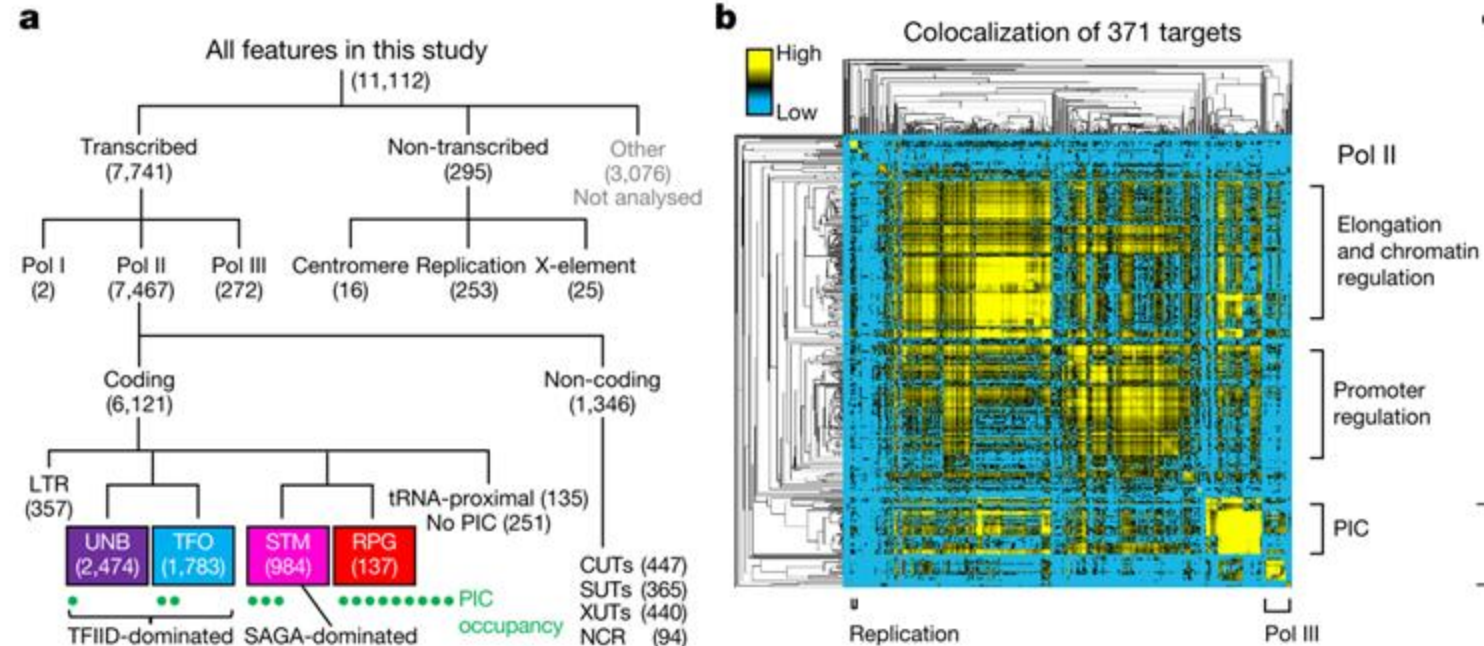 a
All features in this study
(11,112)
Transcribed
(7,741)
Non-transcribed
(295)
Other
(3,076)
Not analysed
Pol I
(2)
Pol II
(7,467)
Pol III
(272)
Centromere
(16)
Replication
(253)
X-element
(25)
Coding
(6,121)
Non-coding
(1,346)
LTR
(357)
UNB
(2,474)
TFO
(1,783)
STM
(984)
RPG
(137)
tRNA-proximal (135)
No PIC (251)
PIC
occupancy
TFIID-dominated
SAGA-dominated
CUTs (447)
SUTs (365)
XUTs (440)
NCR (94)
b
Colocalization of 371 targets
High
Low
Pol II
Elongation
and chromatin
regulation
Promoter
regulation
PIC
Replication
Pol III